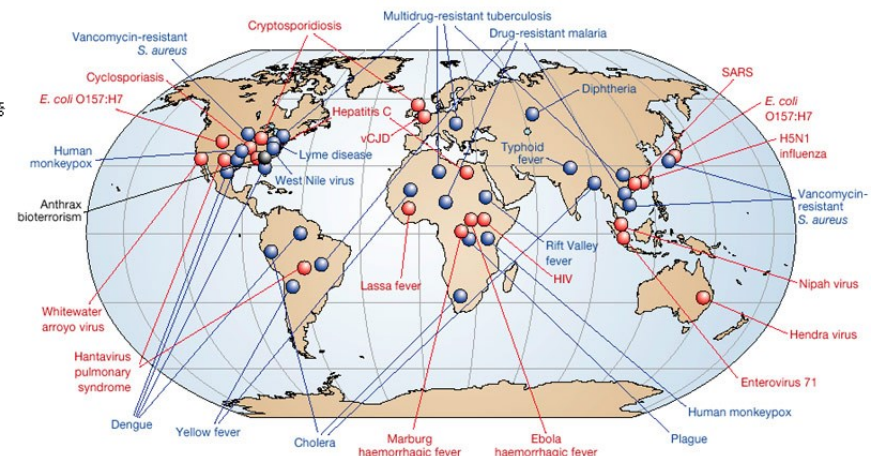 Multidrug-resistant tuberculosis
Cryptosporidiosis
Drug-resistant malaria
Vancomycin-resistant
S. aureus
SARS
Cyclosporiasis
Diphtheria
E. coli O157:H7
Hepatitis C
E. coli
O157:H7
vCJD
H5N1
influenza
Typhoid
fever
Human
monkeypox
Lyme disease
West Nile virus
Vancomycin-
resistant
S. aureus
Anthrax
bioterrorism
Rift Valley
fever
HIV
Lassa fever
Nipah virus
Whitewater
arroyo virus
Hendra virus
Hantavirus
pulmonary
syndrome
Enterovirus 71
Human monkeypox
Dengue
Yellow fever
Cholera
Marburg
haemorrhagic fever
Ebola
haemorrhagic fever
Plague